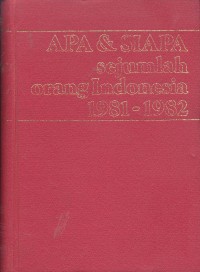 APA & SIAPA
sejumlah
orang Indonesia
1981-1982